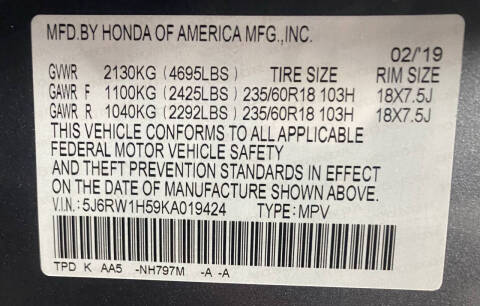 MFD.BY HONDA OF AMERICA MFG.,INC.
02/'19
GVWR 2130KG (4695LBS) TIRE SIZE RIM SIZE
GAWR F 1100KG (2425LBS) 235/60R18 103H 18X7.5J
GAWR R 1040KG (2292LBS) 235/60R18 103H 18X7.5J
THIS VEHICLE CONFORMS TO ALL APPLICABLE
FEDERAL MOTOR VEHICLE SAFETY
AND THEFT PREVENTION STANDARDS IN EFFECT
ON THE DATE OF MANUFACTURE SHOWN ABOVE.
V.I.N.: 5J6RW1H59KA019424 TYPE: MPV
TPD K AA5 -NH797M -A -A